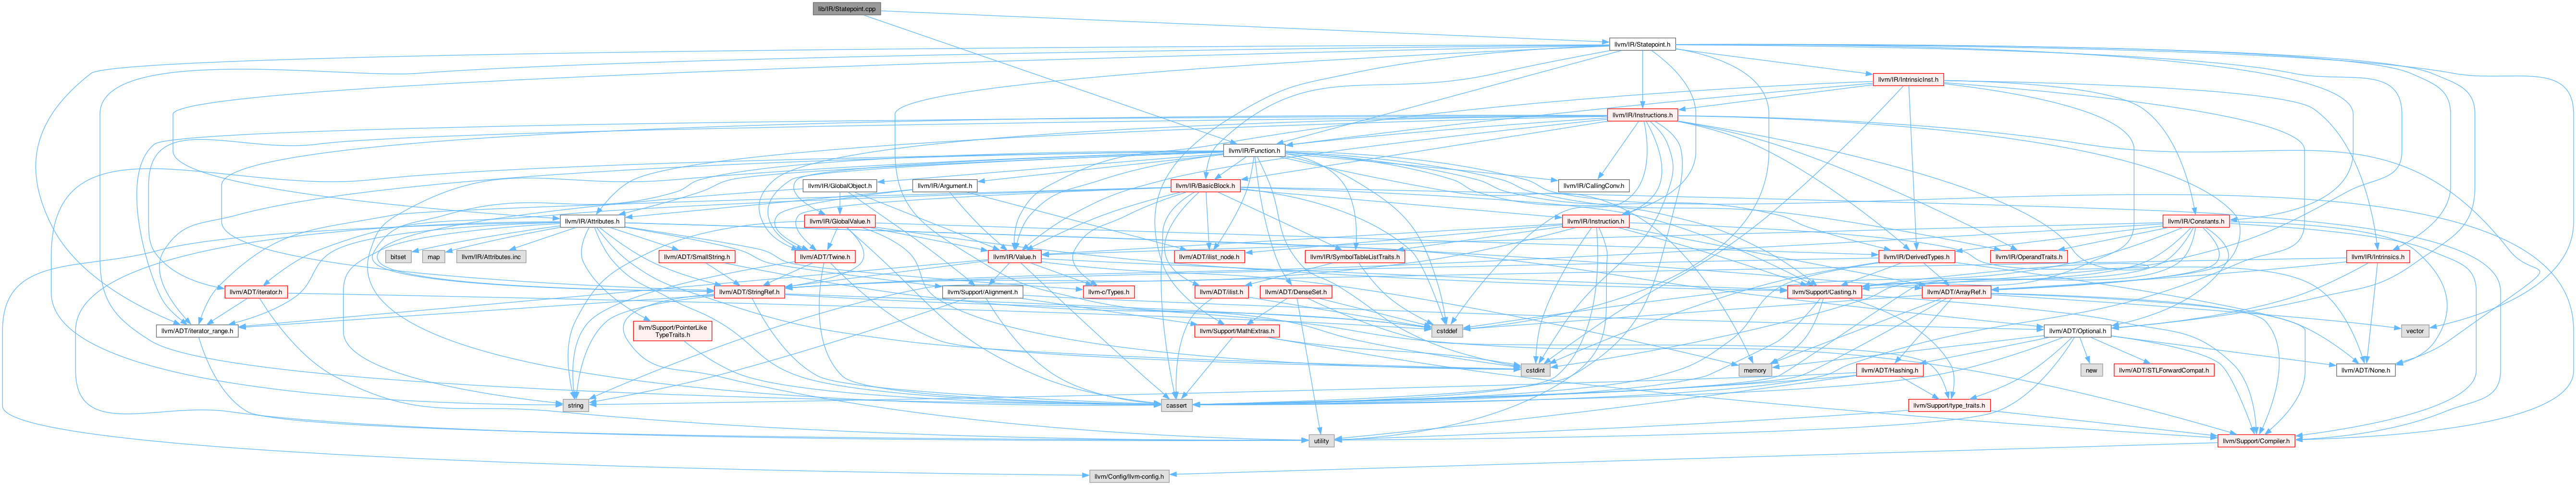 lib/IR/Statepoint.cpp
llvm/IR/Statepoint.h
llvm/IR/IntrinsicInst.h
llvm/IR/Instructions.h
llvm/IR/Function.h
llvm/IR/GlobalObject.h
llvm/IR/Argument.h
llvm/IR/BasicBlock.h
llvm/IR/CallingConv.h
llvm/IR/Attributes.h
llvm/IR/GlobalValue.h
llvm/IR/Instruction.h
llvm/IR/Constants.h
bitset
map
llvm/IR/Attributes.inc
llvm/ADT/SmallString.h
llvm/ADT/Twine.h
llvm/IR/Value.h
llvm/ADT/ilist_node.h
llvm/IR/SymbolTableListTraits.h
llvm/IR/DerivedTypes.h
llvm/IR/OperandTraits.h
llvm/IR/Intrinsics.h
llvm/ADT/iterator.h
llvm/ADT/StringRef.h
llvm/Support/Alignment.h
llvm-c/Types.h
llvm/ADT/ilist.h
llvm/ADT/DenseSet.h
llvm/Support/Casting.h
llvm/ADT/ArrayRef.h
llvm/ADT/iterator_range.h
llvm/Support/PointerLike
TypeTraits.h
llvm/Support/MathExtras.h
cstddef
llvm/ADT/Optional.h
vector
cstdint
memory
llvm/ADT/Hashing.h
new
llvm/ADT/STLForwardCompat.h
llvm/ADT/None.h
string
cassert
llvm/Support/type_traits.h
utility
llvm/Support/Compiler.h
llvm/Config/llvm-config.h